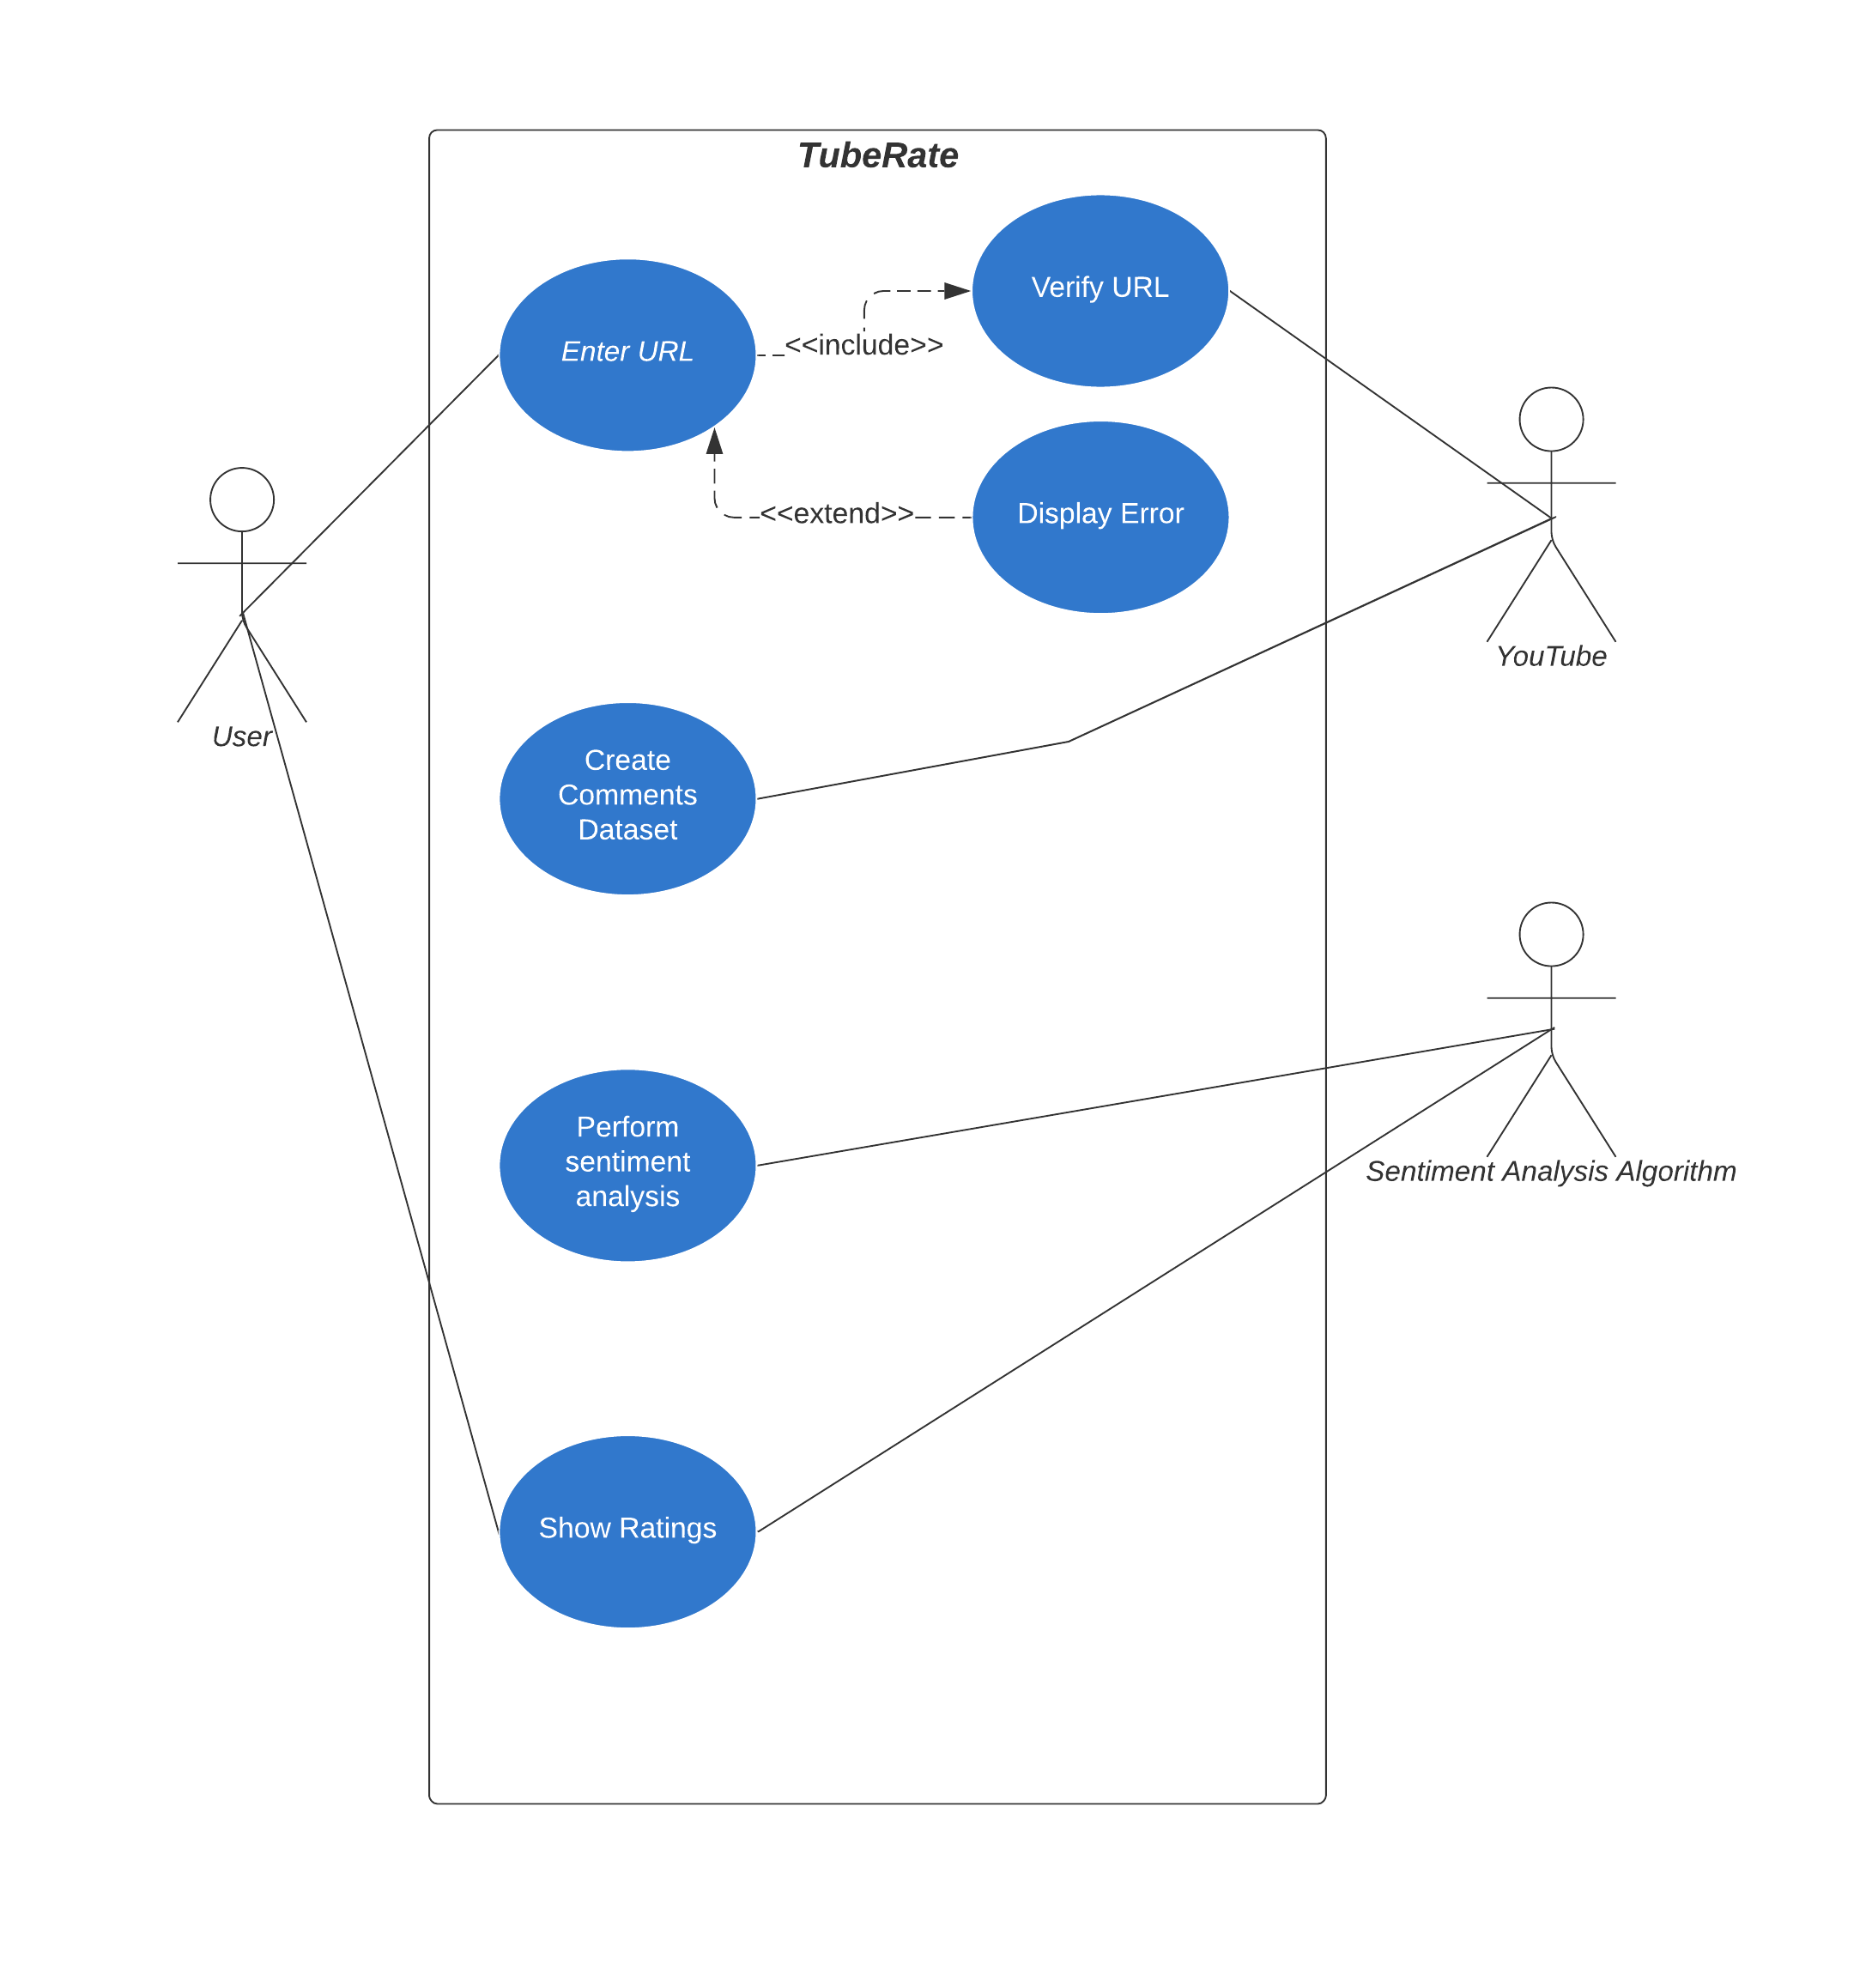 TubeRate
Verify URL
Enter URL
<<include>>
<<extend>>
Display Error
YouTube
User
Create
Comments
Dataset
Perform
sentiment
analysis
Sentiment Analysis Algorithm
Show Ratings